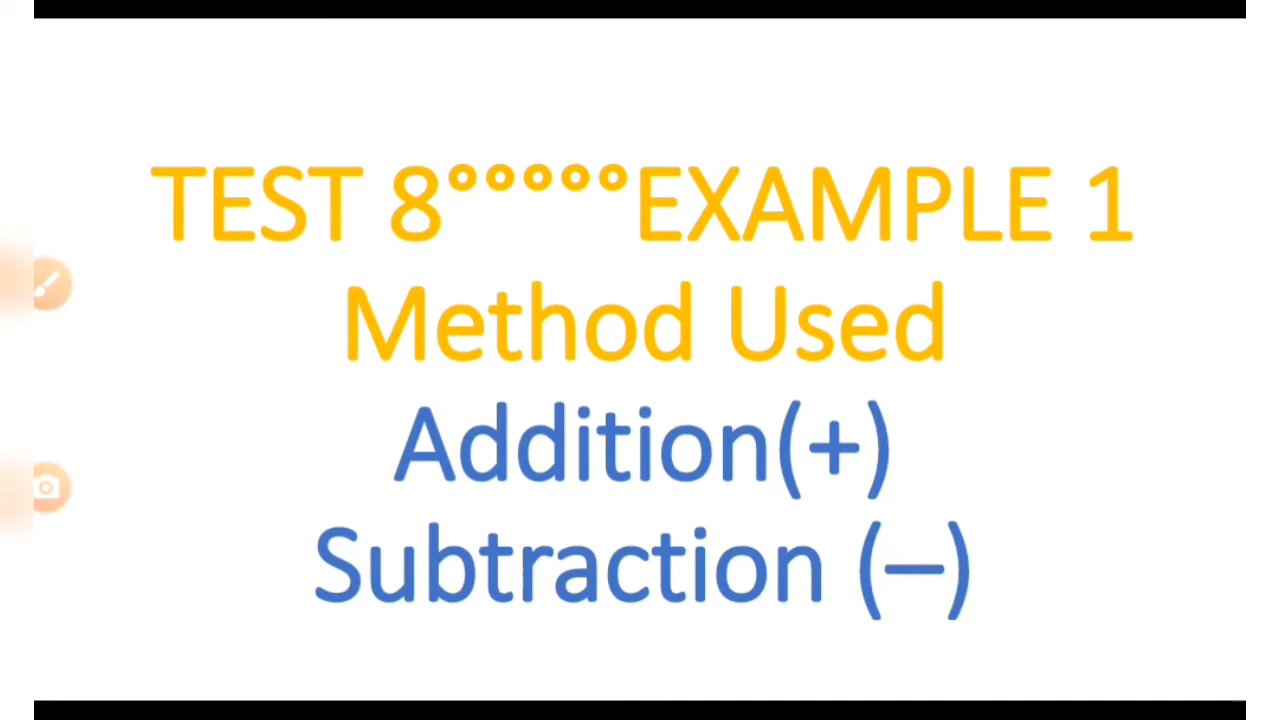 TEST 8°°°°°EXAMPLE 1
Method Used
Addition(+)
Subtraction (–)